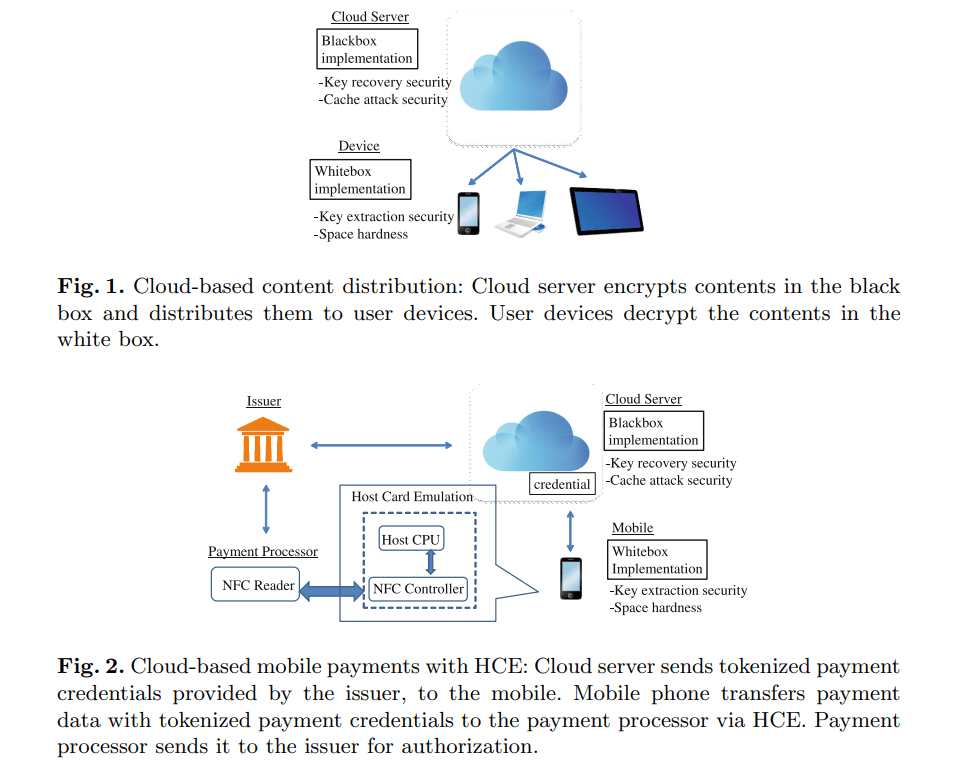 Cloud Server
Blackbox
implementation
-Key recovery security
-Cache attack security
Device
Whitebox
implementation
-Key extraction security
-Space hardness
Fig. 1. Cloud-based content distribution: Cloud server encrypts contents in the black
box and distributes them to user devices. User devices decrypt the contents in the
white box.
Issuer
Cloud Server
Blackbox
implementation
-Key recovery security
-Cache attack security
credential
Host Card Emulation
Host CPU
NFC Controller
Payment Processor
NFC Reader
Mobile
Whitebox
Implementation
-Key extraction security
-Space hardness
Fig. 2. Cloud-based mobile payments with HCE: Cloud server sends tokenized payment
credentials provided by the issuer, to the mobile. Mobile phone transfers payment
data with tokenized payment credentials to the payment processor via HCE. Payment
processor sends it to the issuer for authorization.